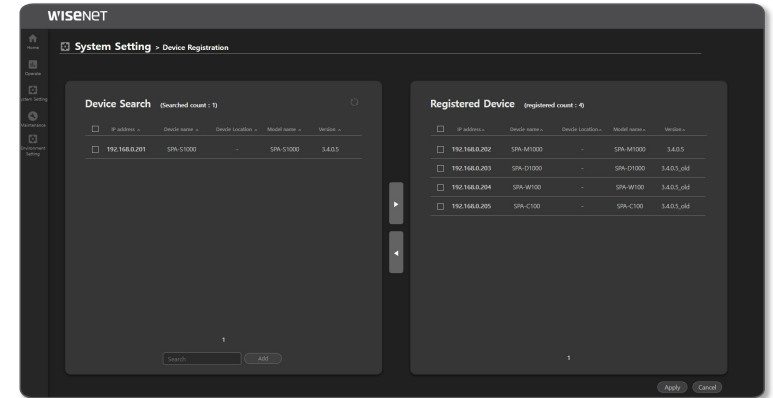 WISENET
Home
Operate
System Setting
Maintenance
Environment Setting
System Setting > Device Registration
Device Search (Searched count : 1)
IP address Device name Device Location Model name Version
192.168.0.201 SPA-S1000 - SPA-S1000 3.4.0.5
1
Search Add
Registered Device (registered count : 4)
IP address Device name Device Location Model name Version
192.168.0.202 SPA-M1000 - SPA-M1000 3.4.0.5
192.168.0.203 SPA-D1000 - SPA-D1000 3.4.0.5_old
192.168.0.204 SPA-W100 - SPA-W100 3.4.0.5_old
192.168.0.205 SPA-C100 - SPA-C100 3.4.0.5_old
1
Apply Cancel